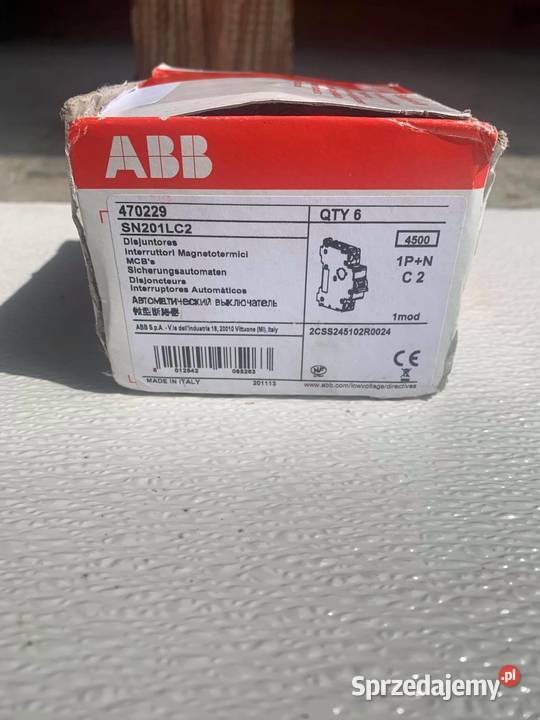 ABB
470229
SN201LC2
QTY 6
Disjuntores
Interruttori Magnetotermici
MCB's
Sicherungsautomaten
Disjoncteurs
Interruptores Automáticos
Автоматический выключатель
4500
1P+N
C 2
1mod
ABB S.p.A. - V.le dell'Industria 18, 20010 Vittuone (MI), Italy
2CSS245102R0024
CE
NF
MADE IN ITALY
201113
www.abb.com/lowvoltage/directives
Sprzedajemy.pl